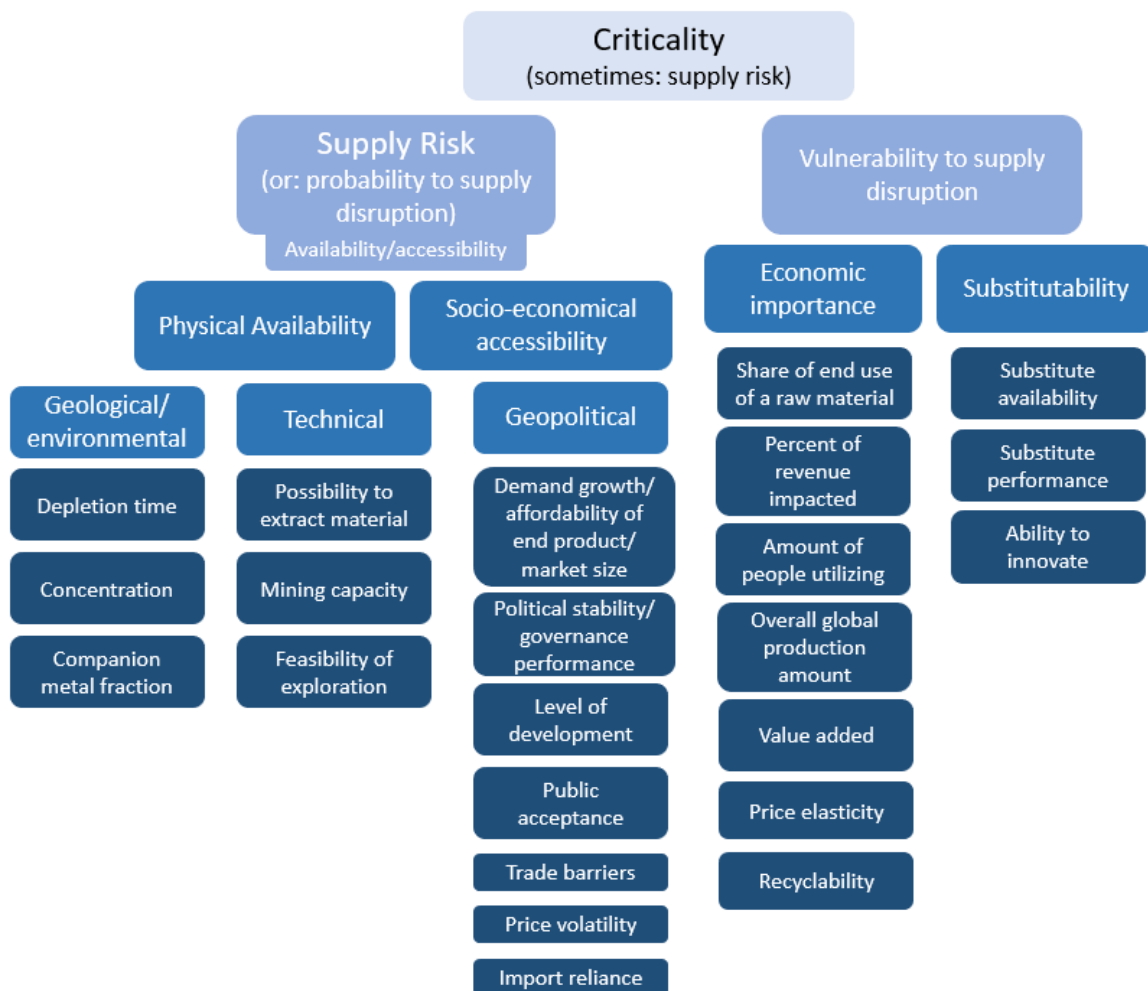 Criticality
(sometimes: supply risk)
Supply Risk
(or: probability to supply
disruption)
Availability/accessibility
Vulnerability to supply
disruption
Physical Availability
Socio-economical
accessibility
Economic
importance
Substitutability
Geological/
environmental
Depletion time
Concentration
Companion
metal fraction
Technical
Possibility to
extract material
Mining capacity
Feasibility of
exploration
Geopolitical
Demand growth/
affordability of
end product/
market size
Political stability/
governance
performance
Level of
development
Public
acceptance
Trade barriers
Price volatility
Import reliance
Share of end use
of a raw material
Percent of
revenue
impacted
Amount of
people utilizing
Overall global
production
amount
Value added
Price elasticity
Recyclability
Substitute
availability
Substitute
performance
Ability to
innovate